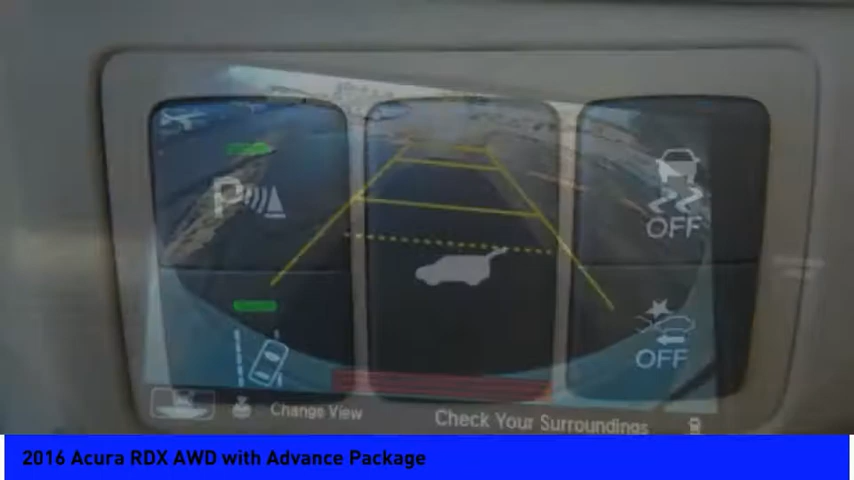 P
OFF
OFF
Change View
Check Your Surroundings
2016 Acura RDX AWD with Advance Package